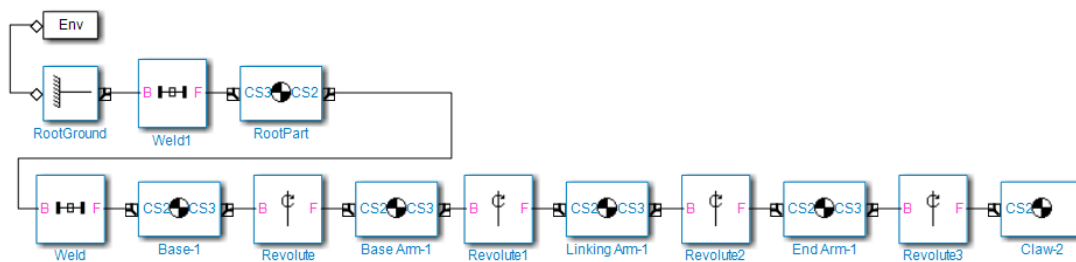 Env
B F CS3 CS2
RootGround Weld1 RootPart
B F CS2 CS3 B F CS2 CS3 B F CS2 CS3 B F CS2 CS3 B F CS2
Weld Base-1 Revolute Base Arm-1 Revolute1 Linking Arm-1 Revolute2 End Arm-1 Revolute3 Claw-2